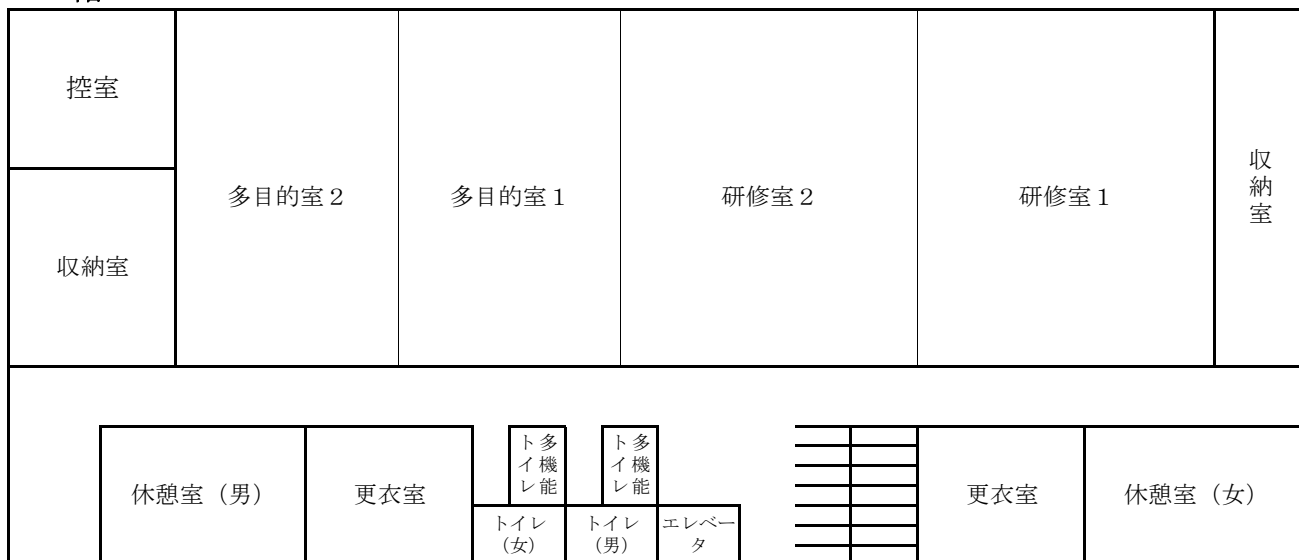 控室
多目的室２
多目的室１
研修室２
研修室１
収納室
収納室
休憩室（男）
更衣室
多機能
トイレ
多機能
トイレ
トイレ
（女）
トイレ
（男）
エレベー
タ
更衣室
休憩室（女）